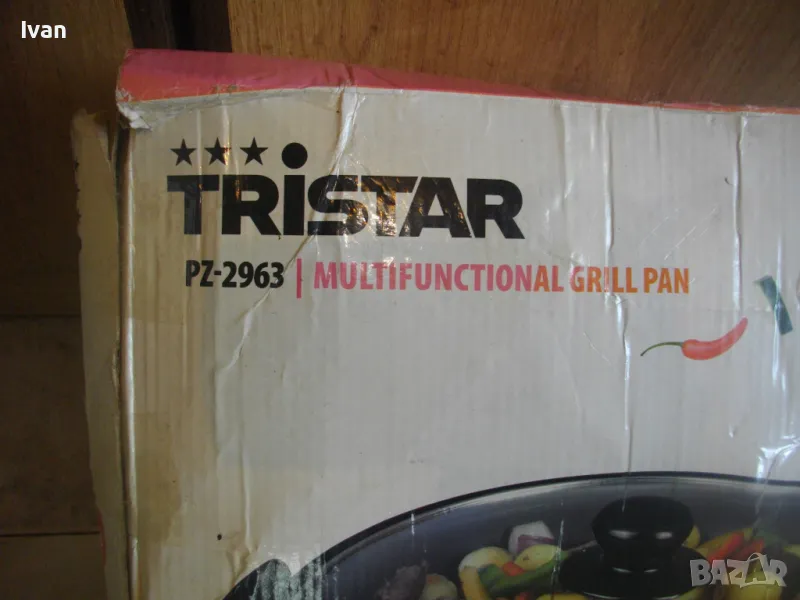 Ivan
TRiSTAR
PZ-2963 | MULTIFUNCTIONAL GRILL PAN
BAZAR